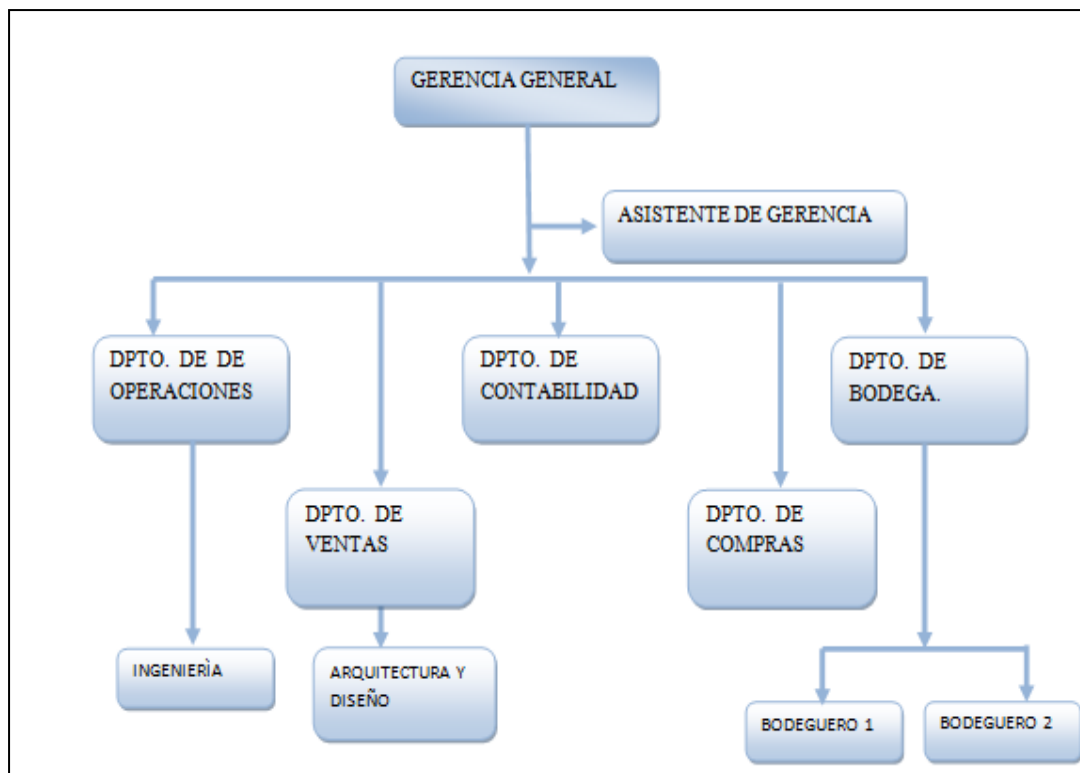 GERENCIA GENERAL
ASISTENTE DE GERENCIA
DPTO. DE DE
OPERACIONES
DPTO. DE
CONTABILIDAD
DPTO. DE
BODEGA.
DPTO. DE
VENTAS
DPTO. DE
COMPRAS
INGENIERÌA
ARQUITECTURA Y
DISEÑO
BODEGUERO 1
BODEGUERO 2